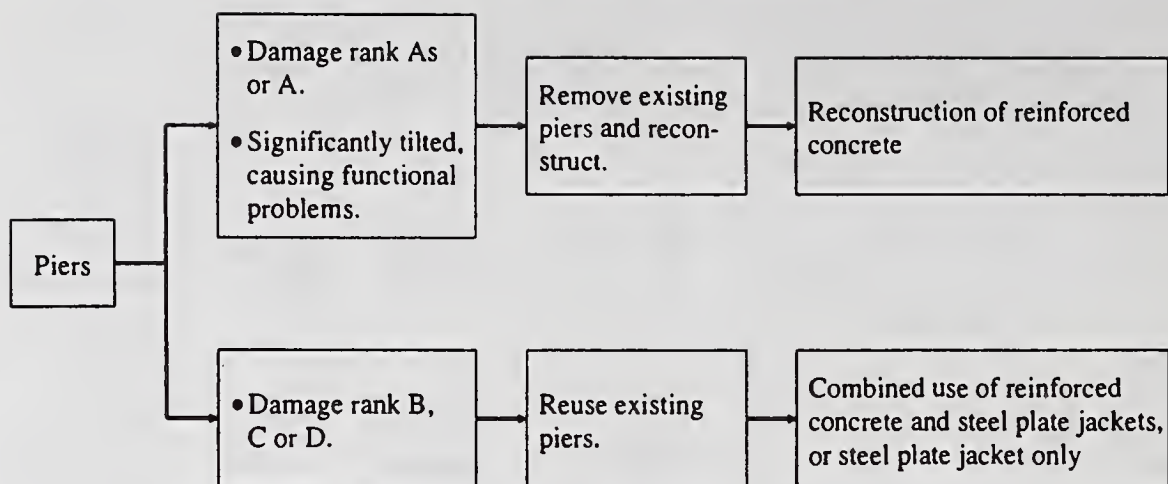 Piers
• Damage rank As
or A.
• Significantly tilted,
causing functional
problems.
Remove existing
piers and recon-
struct.
Reconstruction of reinforced
concrete
• Damage rank B,
C or D.
Reuse existing
piers.
Combined use of reinforced
concrete and steel plate jackets,
or steel plate jacket only